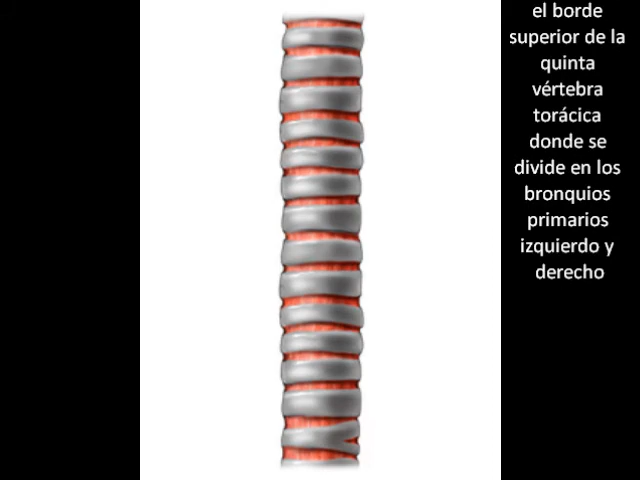 el borde
superior de la
quinta
vértebra
torácica
donde se
divide en los
bronquios
primarios
izquierdo y
derecho